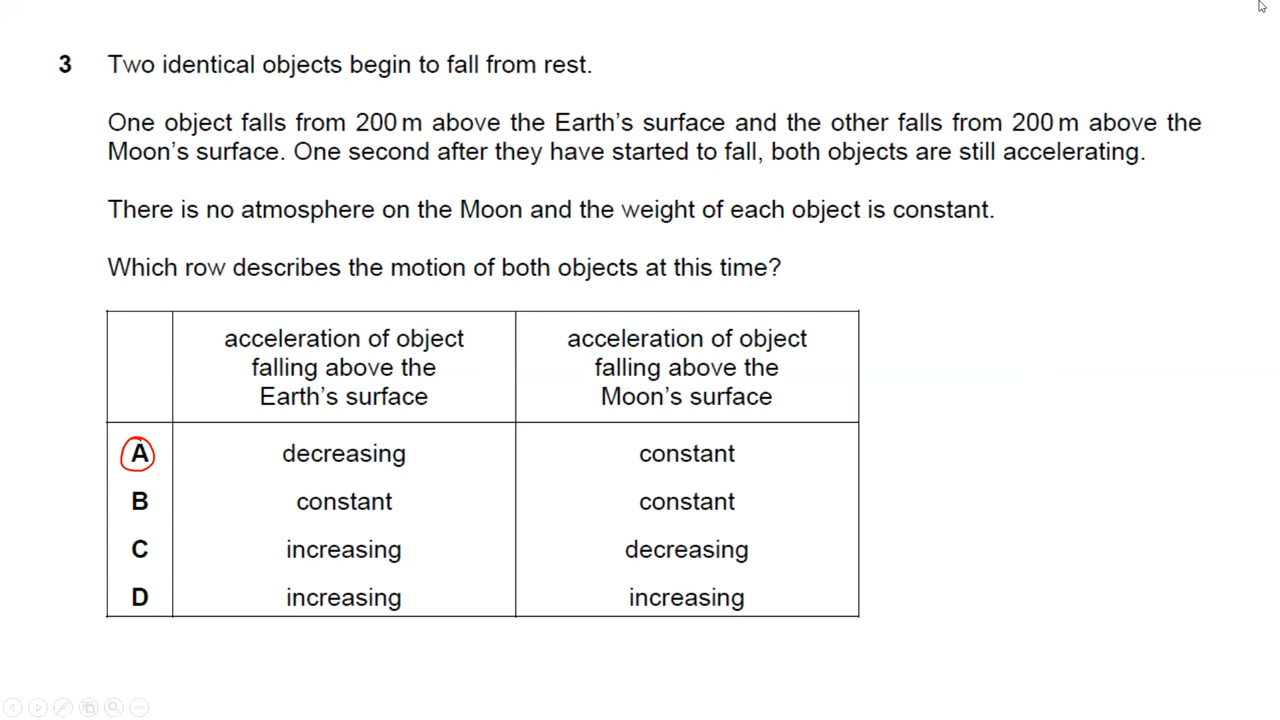 3 Two identical objects begin to fall from rest.
One object falls from 200 m above the Earth's surface and the other falls from 200 m above the
Moon's surface. One second after they have started to fall, both objects are still accelerating.
There is no atmosphere on the Moon and the weight of each object is constant.
Which row describes the motion of both objects at this time?
acceleration of object acceleration of object
falling above the falling above the
Earth's surface Moon's surface
A decreasing constant
B constant constant
C increasing decreasing
D increasing increasing